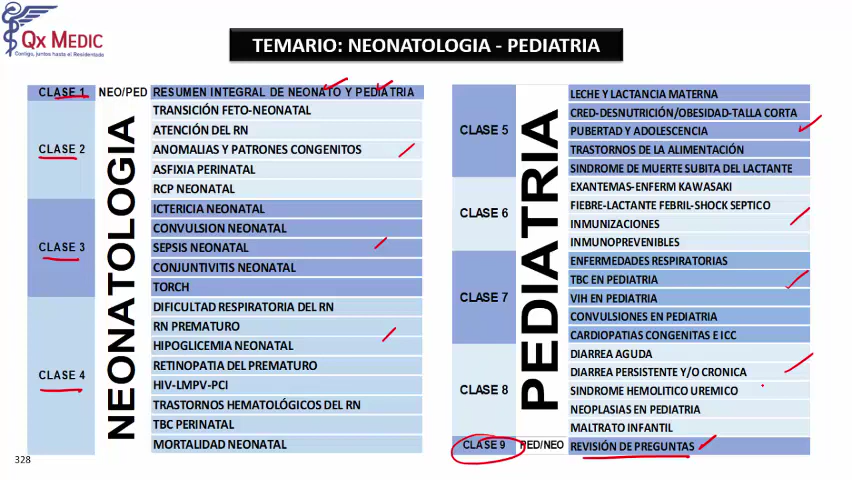 Qx MEDIC
Contigo, juntos hasta el Residentado
TEMARIO: NEONATOLOGIA - PEDIATRIA
CLASE 1
NEO/PED
RESUMEN INTEGRAL DE NEONATO Y PEDIATRIA
CLASE 2
NEONATOLOGIA
TRANSICIÓN FETO-NEONATAL
ATENCIÓN DEL RN
ANOMALIAS Y PATRONES CONGENITOS
ASFIXIA PERINATAL
RCP NEONATAL
CLASE 3
ICTERICIA NEONATAL
CONVULSION NEONATAL
SEPSIS NEONATAL
CONJUNTIVITIS NEONATAL
TORCH
CLASE 4
DIFICULTAD RESPIRATORIA DEL RN
RN PREMATURO
HIPOGLICEMIA NEONATAL
RETINOPATIA DEL PREMATURO
HIV-LMPV-PCI
TRASTORNOS HEMATOLÓGICOS DEL RN
TBC PERINATAL
MORTALIDAD NEONATAL
328
CLASE 5
PEDIATRIA
LECHE Y LACTANCIA MATERNA
CRED-DESNUTRICIÓN/OBESIDAD-TALLA CORTA
PUBERTAD Y ADOLESCENCIA
TRASTORNOS DE LA ALIMENTACIÓN
SINDROME DE MUERTE SUBITA DEL LACTANTE
CLASE 6
EXANTEMAS-ENFERM KAWASAKI
FIEBRE-LACTANTE FEBRIL-SHOCK SEPTICO
INMUNIZACIONES
INMUNOPREVENIBLES
CLASE 7
ENFERMEDADES RESPIRATORIAS
TBC EN PEDIATRIA
VIH EN PEDIATRIA
CONVULSIONES EN PEDIATRIA
CARDIOPATIAS CONGENITAS E ICC
CLASE 8
DIARREA AGUDA
DIARREA PERSISTENTE Y/O CRONICA
SINDROME HEMOLITICO UREMICO
NEOPLASIAS EN PEDIATRIA
MALTRATO INFANTIL
CLASE 9
PED/NEO
REVISIÓN DE PREGUNTAS